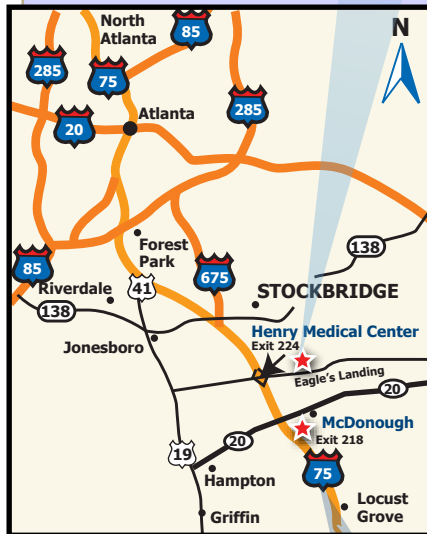 North
Atlanta
85
N
285
75
285
20
Atlanta
138
Forest
Park
85
675
41
Riverdale
STOCKBRIDGE
138
Henry Medical Center
Exit 224
Jonesboro
Eagle's Landing
20
McDonough
20
Exit 218
19
75
Hampton
Locust
Grove
Griffin